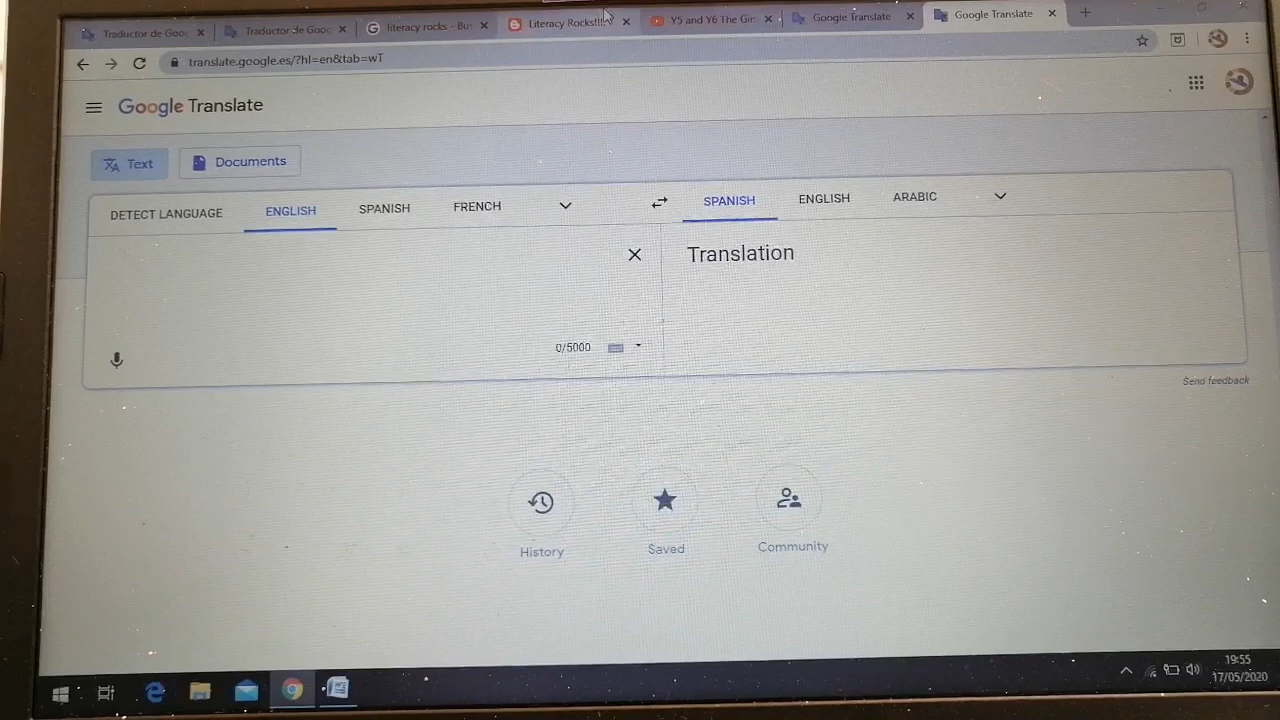 Traductor de Goo
Traductor de Gooc
literacy rocks - Bu
Literacy Rocks!!!!
Y5 and Y6 The Gir
Google Translate
Google Translate
translate.google.es/?hl=en&tab=wT
Google Translate
Text
Documents
DETECT LANGUAGE
ENGLISH
SPANISH
FRENCH
SPANISH
ENGLISH
ARABIC
Translation
0/5000
Send feedback
History
Saved
Community
19:55
17/05/2020